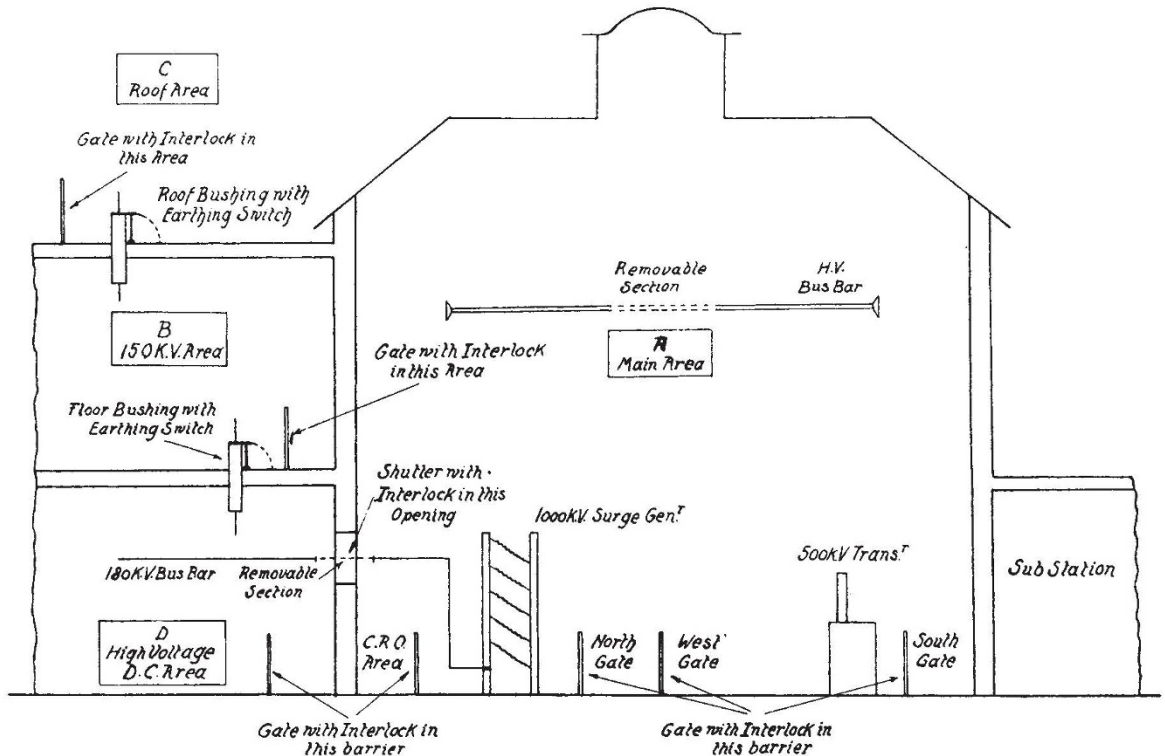 C
Roof Area
Gate with Interlock in
this Area
Roof Bushing with
Earthing Switch
B
150 K.V. Area
Gate with Interlock
in this Area
Floor Bushing with
Earthing Switch
Shutter with
Interlock in this
Opening
180 K.V. Bus Bar
Removable
Section
D
High Voltage
D.C. Area
C.R.O.
Area
Gate with Interlock in
this barrier
Removable
Section
H.V.
Bus Bar
A
Main Area
1000 K.V. Surge Gen.T
500 KV Trans.T
North
Gate
West
Gate
South
Gate
Gate with Interlock in
this barrier
Sub Station